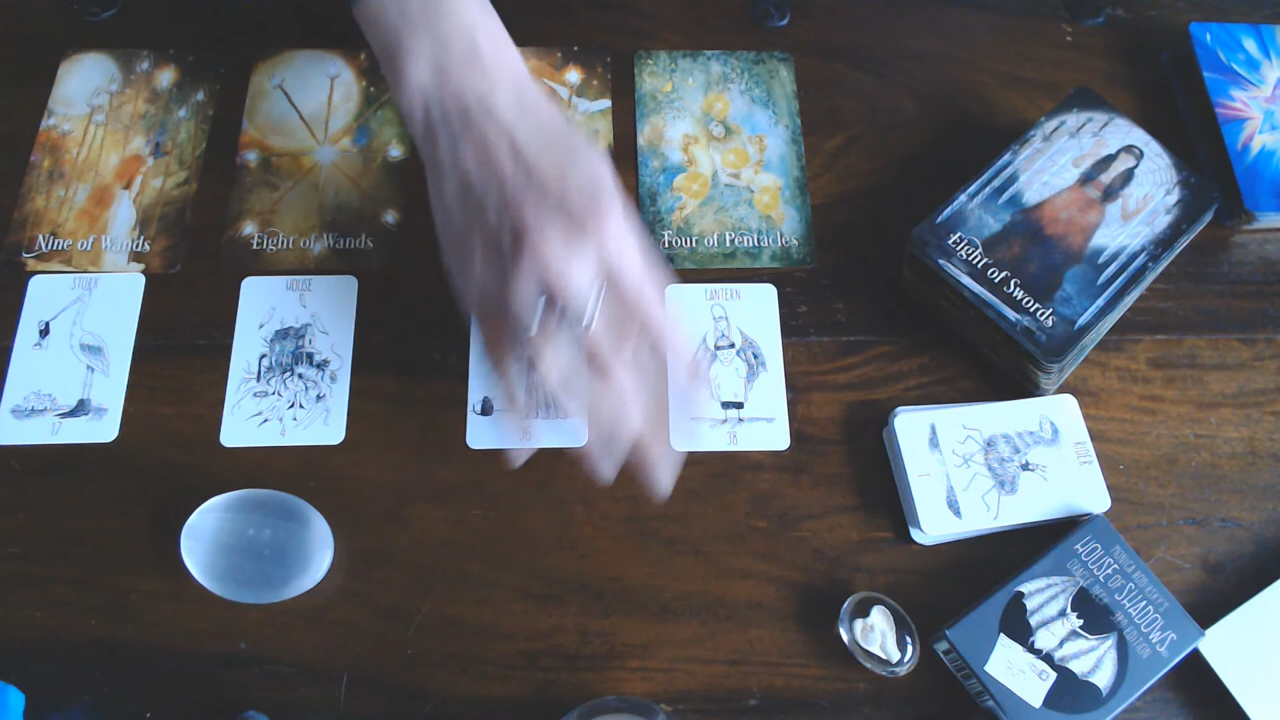 Nine of Wands
Eight of Wands
Four of Pentacles
STORK
17
HOUSE
4
36
LANTERN
38
Eight of Swords
RIDER
1
HOUSE OF SHADOWS
ORACLE DECK